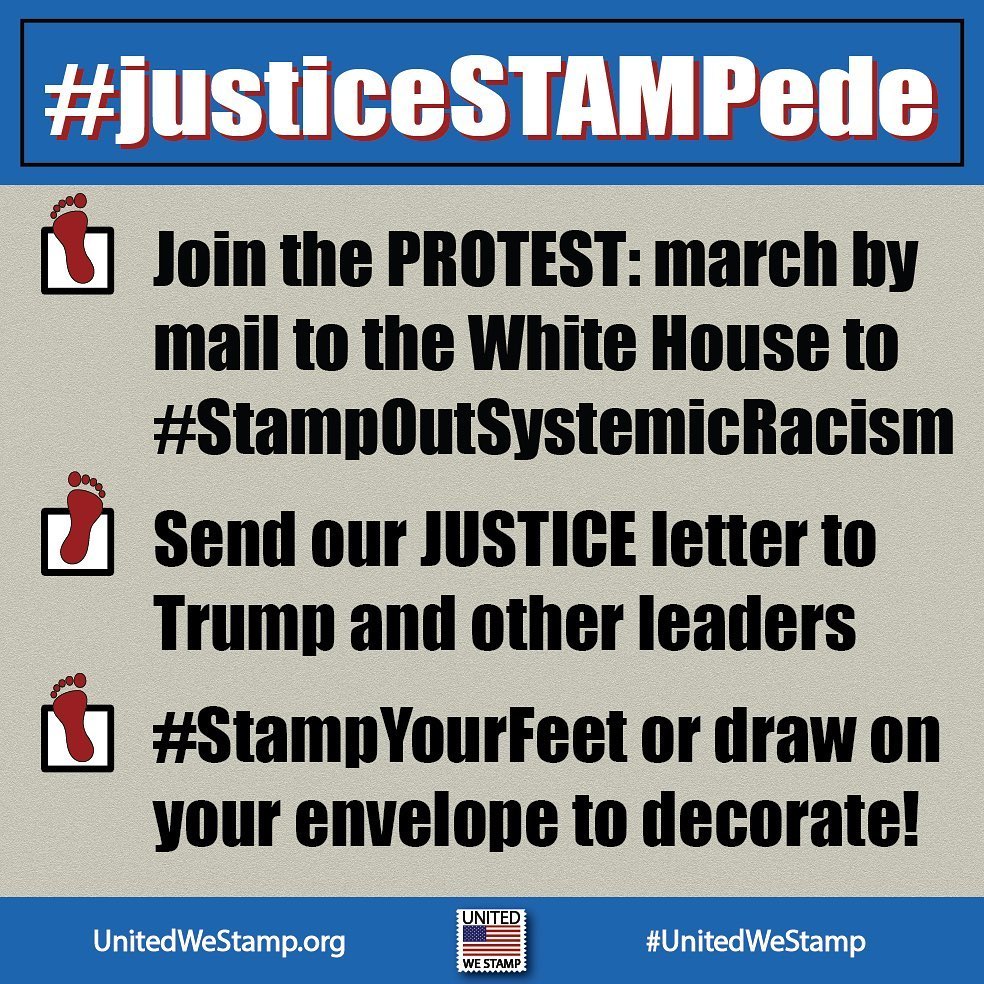 #justiceSTAMPede
Join the PROTEST: march by
mail to the White House to
#StampOutSystemicRacism
Send our JUSTICE letter to
Trump and other leaders
#StampYourFeet or draw on
your envelope to decorate!
UnitedWeStamp.org
UNITED
WE STAMP
#UnitedWeStamp